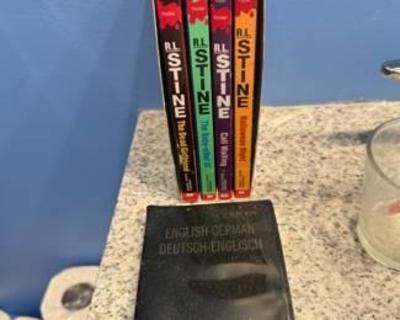 R.L. STINE The Dead Girlfriend
R.L. STINE The Baby-sitter III
R.L. STINE Call Waiting
R.L. STINE Halloween Night
ENGLISH-GERMAN
DEUTSCH-ENGLISCH